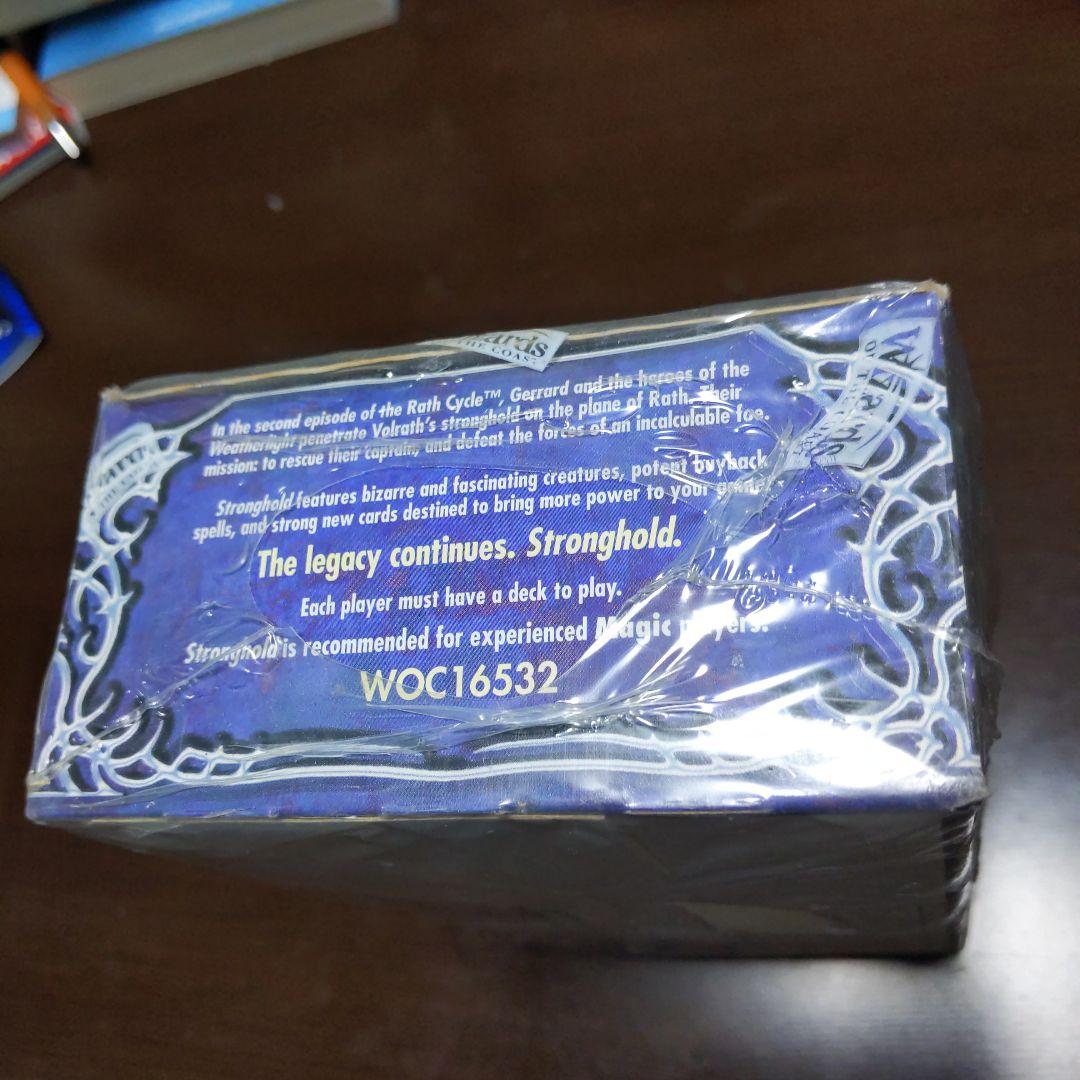 ards
THE COAST
WIZARDS
In the second episode of the Rath Cycle™, Gerrard and the heroes of the
Weatherlight penetrate Volrath's stronghold on the plane of Rath. Their
mission: to rescue their captain, and defeat the forces of an incalculable foe.
Stronghold features bizarre and fascinating creatures, potent buyback
spells, and strong new cards destined to bring more power to your game.
The legacy continues. Stronghold.
Each player must have a deck to play.
Stronghold is recommended for experienced Magic players.
WOC16532